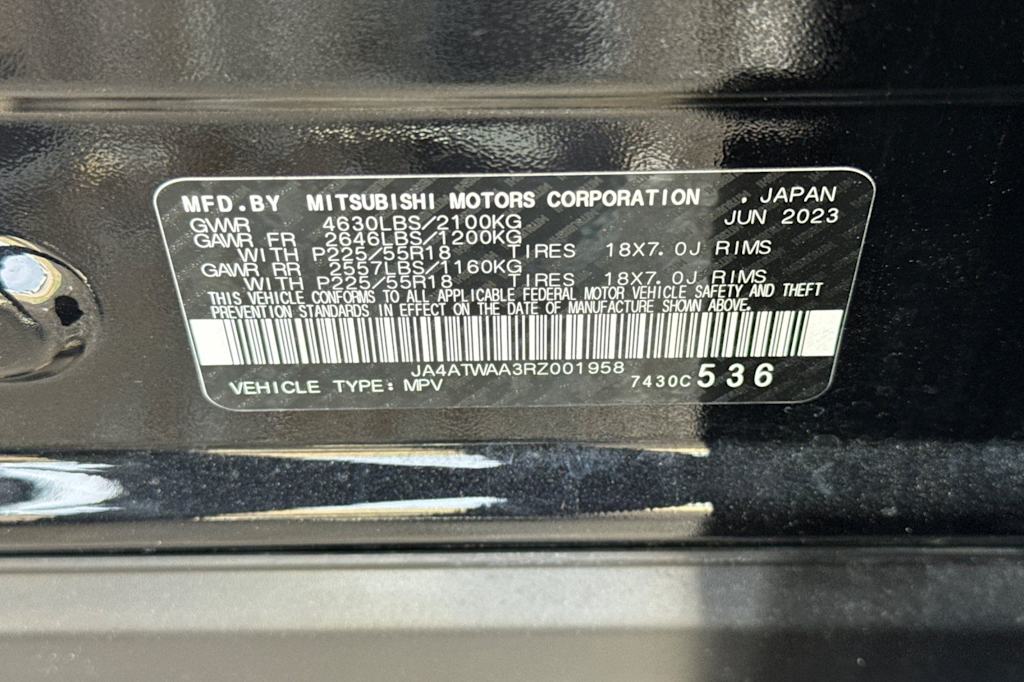 MFD.BY MITSUBISHI MOTORS CORPORATION . JAPAN
GVWR 4630LBS/2100KG JUN 2023
GAWR FR 2646LBS/1200KG
WITH P225/55R18 TIRES 18X7.0J RIMS
GAWR RR 2557LBS/1160KG
WITH P225/55R18 TIRES 18X7.0J RIMS
THIS VEHICLE CONFORMS TO ALL APPLICABLE FEDERAL MOTOR VEHICLE SAFETY AND THEFT
PREVENTION STANDARDS IN EFFECT ON THE DATE OF MANUFACTURE SHOWN ABOVE.
JA4ATWAA3RZ001958
VEHICLE TYPE:MPV 7430C 536